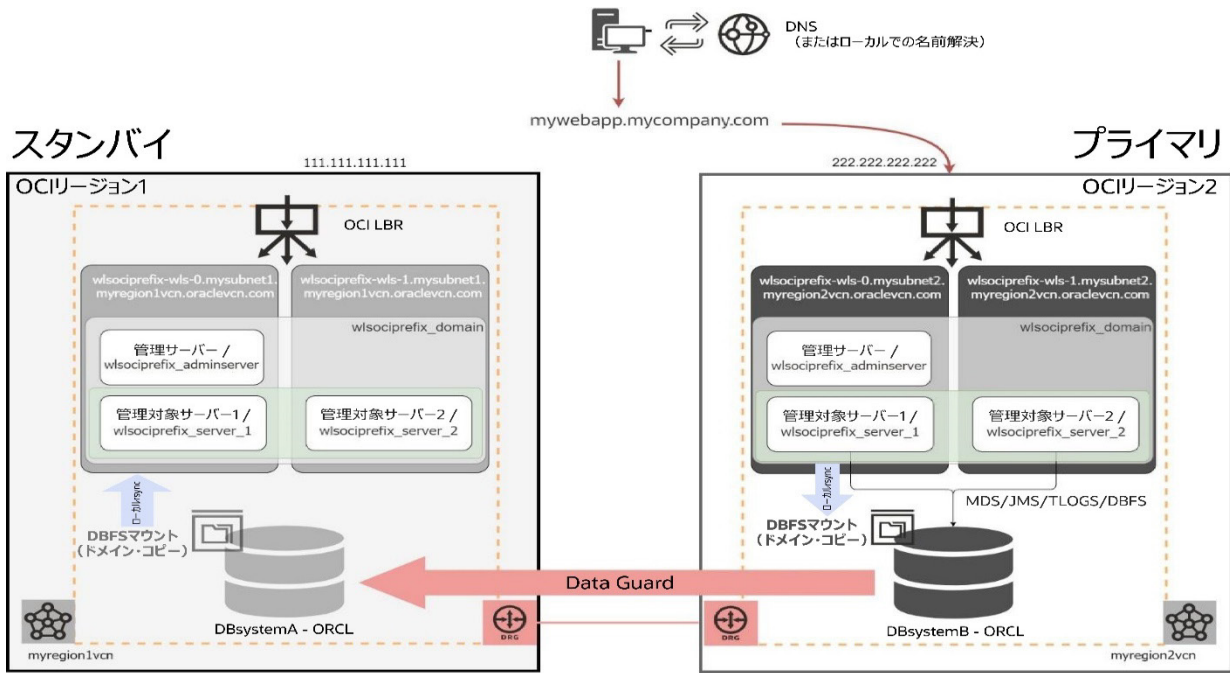 DNS
（またはローカルでの名前解決）
mywebapp.mycompany.com
スタンバイ
111.111.111.111
OCIリージョン1
OCI LBR
wlsociprefix-wls-0.mysubnet1.
myregion1vcn.oraclevcn.com
wlsociprefix-wls-1.mysubnet1.
myregion1vcn.oraclevcn.com
wlsociprefix_domain
管理サーバー /
wlsociprefix_adminserver
管理対象サーバー1/
wlsociprefix_server_1
管理対象サーバー2 /
wlsociprefix_server_2
ローカルrsync
DBFSマウント
（ドメイン・コピー）
DBsystemA - ORCL
DRG
myregion1vcn
Data Guard
プライマリ
222.222.222.222
OCIリージョン2
OCI LBR
wlsociprefix-wls-0.mysubnet2.
myregion2vcn.oraclevcn.com
wlsociprefix-wls-1.mysubnet2.
myregion2vcn.oraclevcn.com
wlsociprefix_domain
管理サーバー /
wlsociprefix_adminserver
管理対象サーバー1/
wlsociprefix_server_1
管理対象サーバー2 /
wlsociprefix_server_2
ローカルrsync
MDS/JMS/TLOGS/DBFS
DBFSマウント
（ドメイン・コピー）
DBsystemB - ORCL
DRG
myregion2vcn